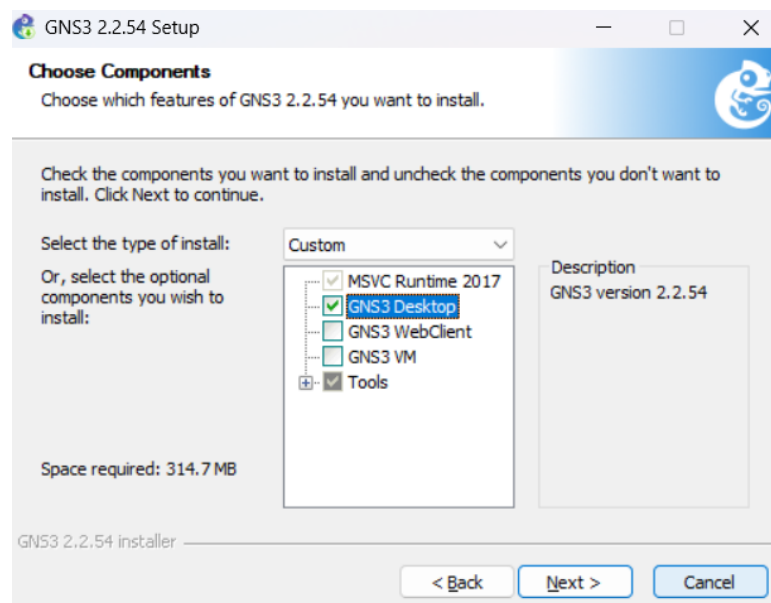 GNS3 2.2.54 Setup
Choose Components
Choose which features of GNS3 2.2.54 you want to install.
Check the components you want to install and uncheck the components you don't want to
install. Click Next to continue.
Select the type of install:
Custom
Or, select the optional
components you wish to
install:
MSVC Runtime 2017
GNS3 Desktop
GNS3 WebClient
GNS3 VM
Tools
Description
GNS3 version 2.2.54
Space required: 314.7 MB
GNS3 2.2.54 installer
< Back
Next >
Cancel